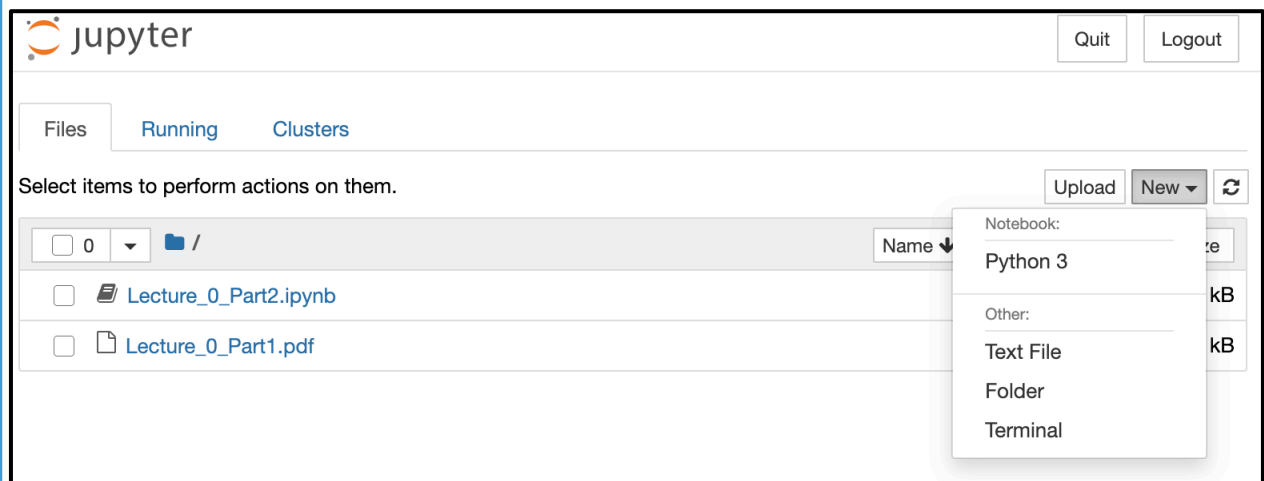 jupyter
Quit Logout
Files Running Clusters
Select items to perform actions on them.
Upload New
Notebook:
Python 3
Other:
Text File
Folder
Terminal
0 / Name ze
Lecture_0_Part2.ipynb kB
Lecture_0_Part1.pdf kB